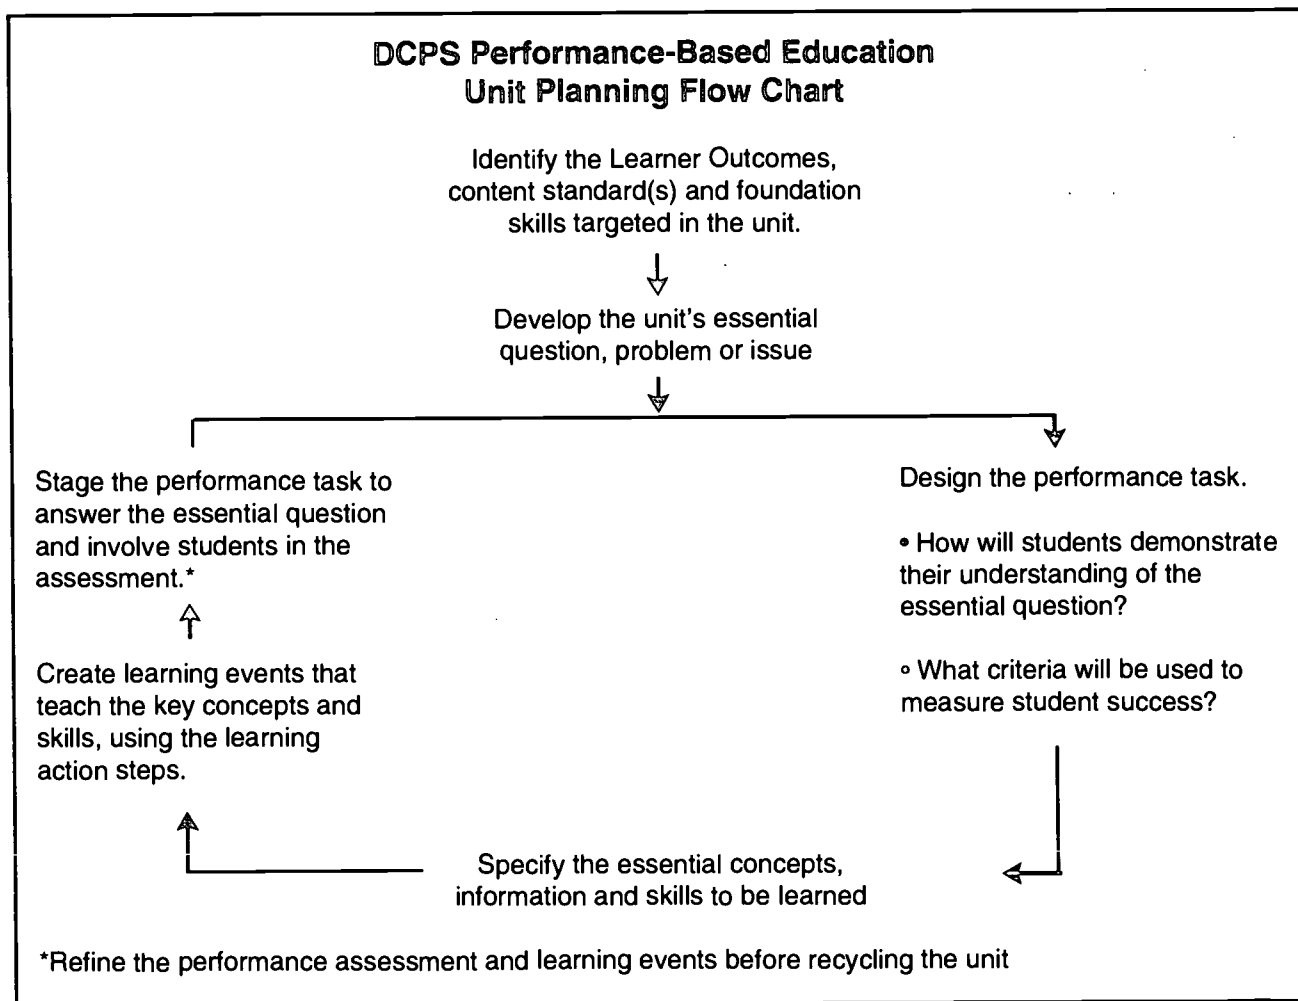 DCPS Performance-Based Education
Unit Planning Flow Chart
Identify the Learner Outcomes,
content standard(s) and foundation
skills targeted in the unit.
Develop the unit's essential
question, problem or issue
Stage the performance task to
answer the essential question
and involve students in the
assessment.*
Create learning events that
teach the key concepts and
skills, using the learning
action steps.
Design the performance task.
• How will students demonstrate
their understanding of the
essential question?
• What criteria will be used to
measure student success?
Specify the essential concepts,
information and skills to be learned
*Refine the performance assessment and learning events before recycling the unit